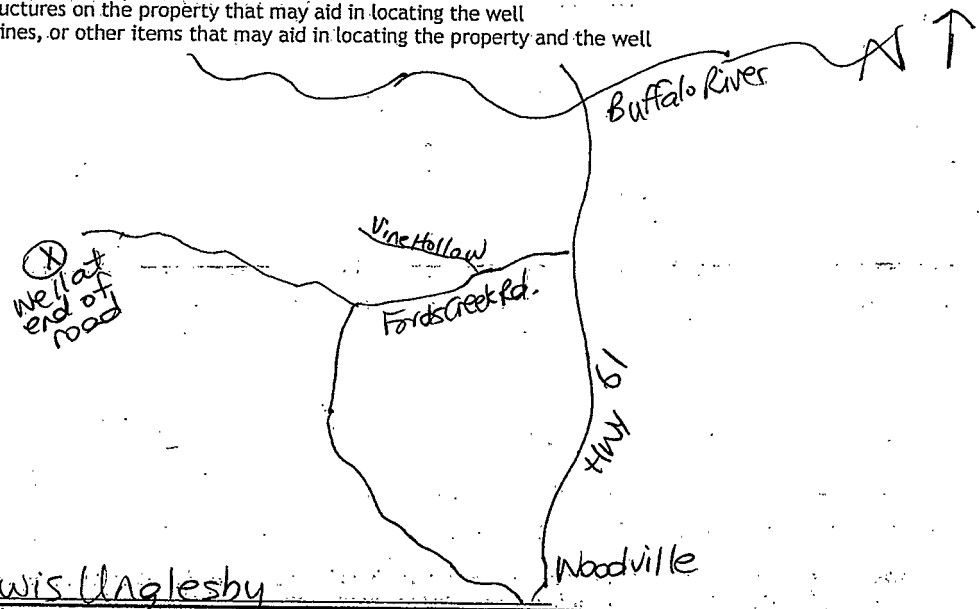 uctures on the property that may aid in locating the well
ines, or other items that may aid in locating the property and the well
N
Buffalo River
Vine Hollow
X
well at
end of
road
Fords Creek Rd.
HWY 61
Woodville
wis Unglesby